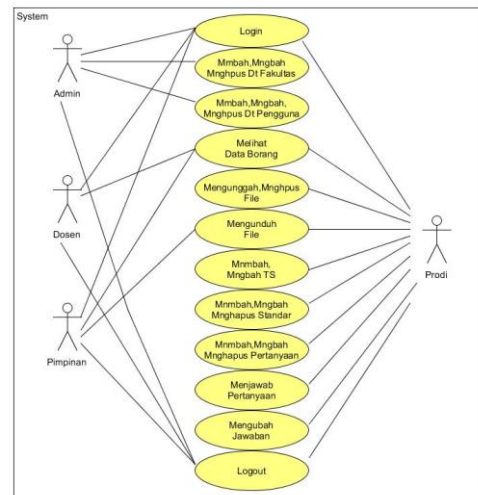 System
Admin
Dosen
Pimpinan
Login
Mmbah,Mngbah
Mnghpus Dt Fakultas
Mmbah,Mngbah,
Mnghpus Dt Pengguna
Melihat
Data Borang
Mengunggah,Mnghpus
File
Mengunduh
File
Mnmbah,
Mngbah TS
Mnmbah,Mngbah
Mnghapus Standar
Mnmbah,Mngbah
Mnghapus Pertanyaan
Menjawab
Pertanyaan
Mengubah
Jawaban
Logout
Prodi